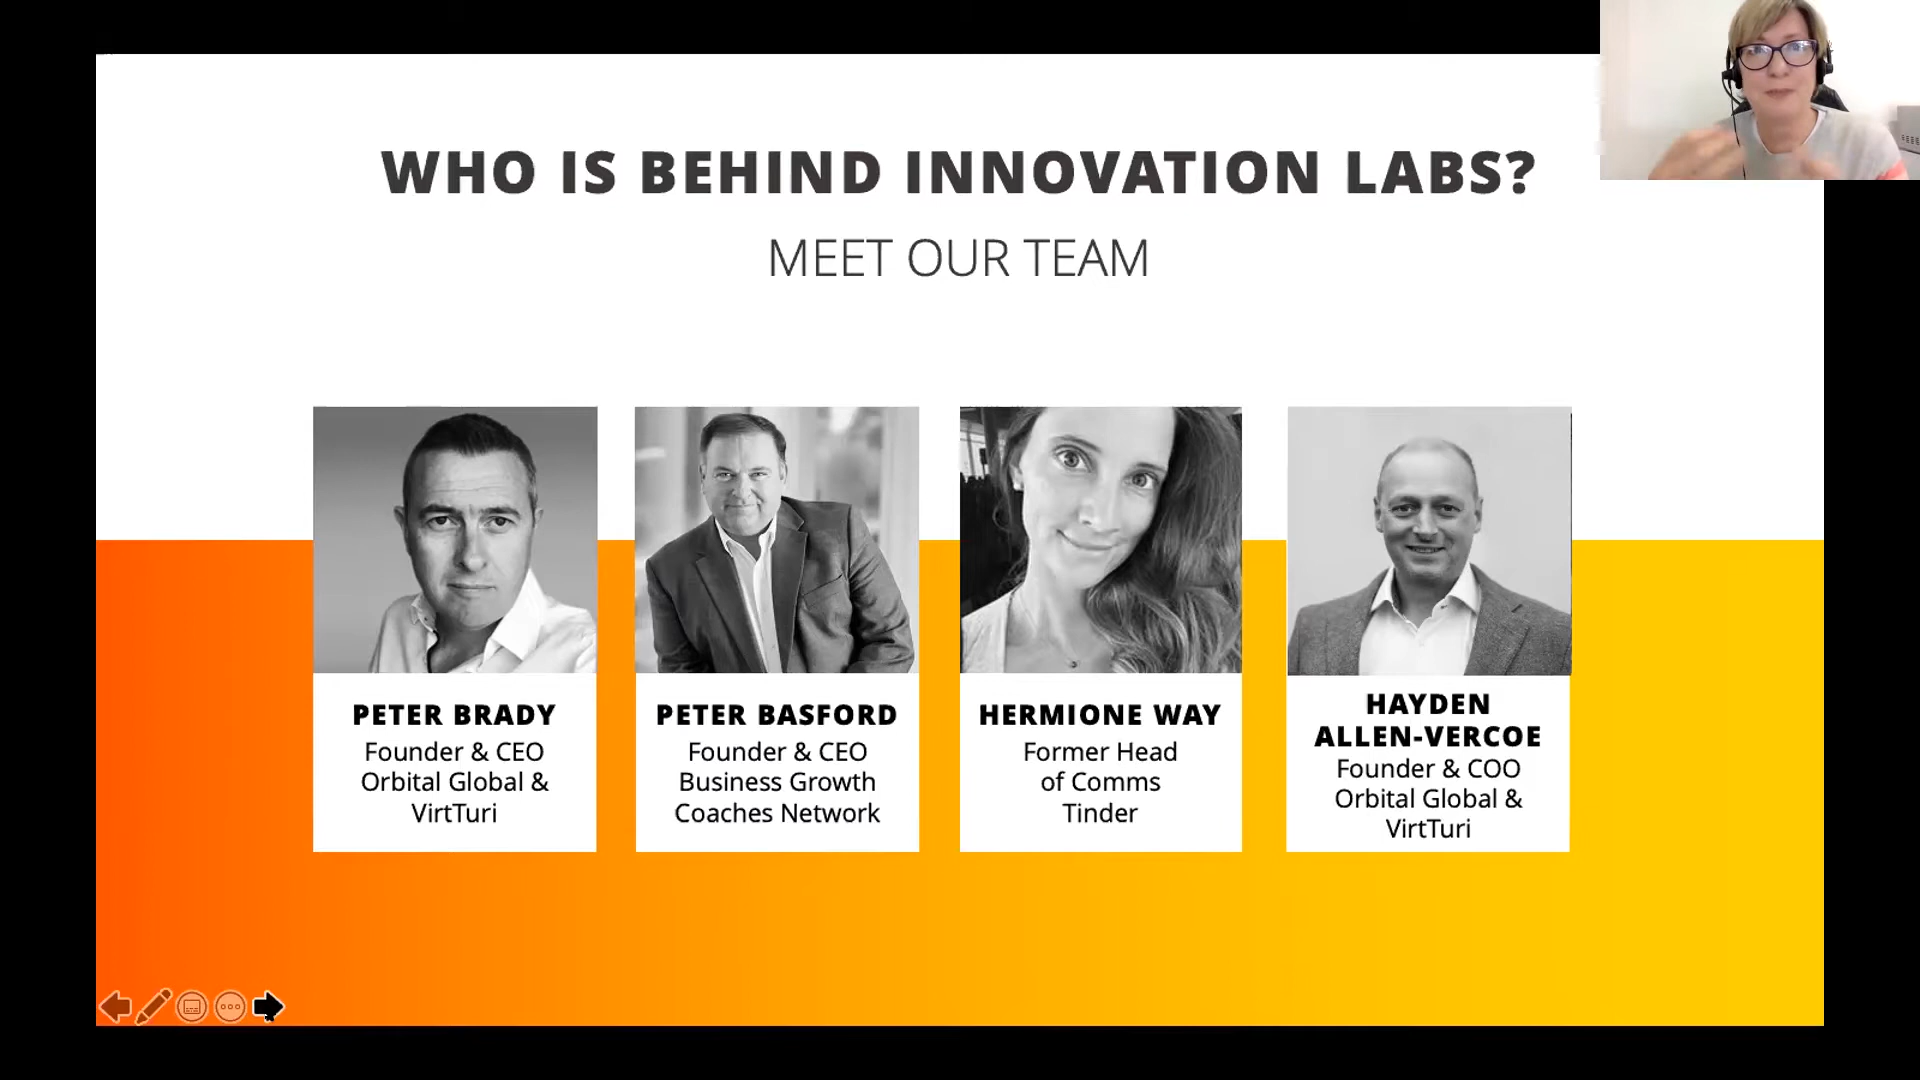 WHO IS BEHIND INNOVATION LABS?
MEET OUR TEAM
PETER BRADY
Founder & CEO
Orbital Global &
VirtTuri
PETER BASFORD
Founder & CEO
Business Growth
Coaches Network
HERMIONE WAY
Former Head
of Comms
Tinder
HAYDEN
ALLEN-VERCOE
Founder & COO
Orbital Global &
VirtTuri